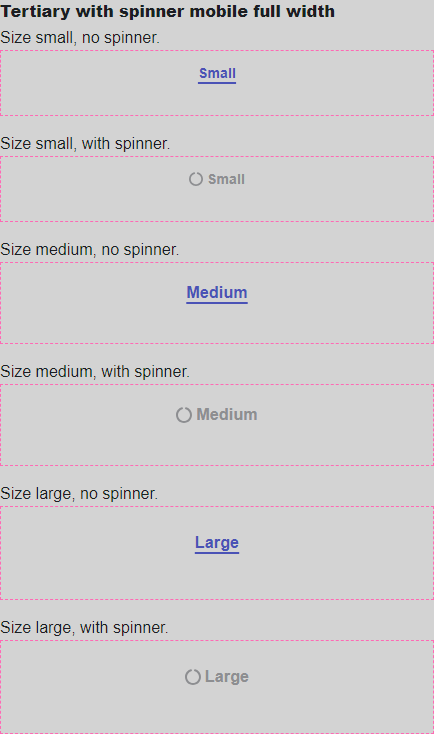 Tertiary with spinner mobile full width
Size small, no spinner.
Small
Size small, with spinner.
Small
Size medium, no spinner.
Medium
Size medium, with spinner.
Medium
Size large, no spinner.
Large
Size large, with spinner.
Large